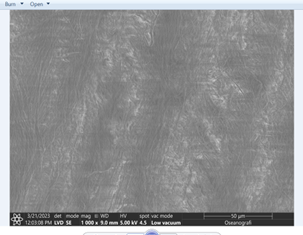 Burn Open
3/21/2023 det mode mag WD HV spot vac mode 50 µm
12:03:08 PM LVD SE 1 000 x 9.0 mm 5.00 kV 4.5 Low vacuum Oseanografi